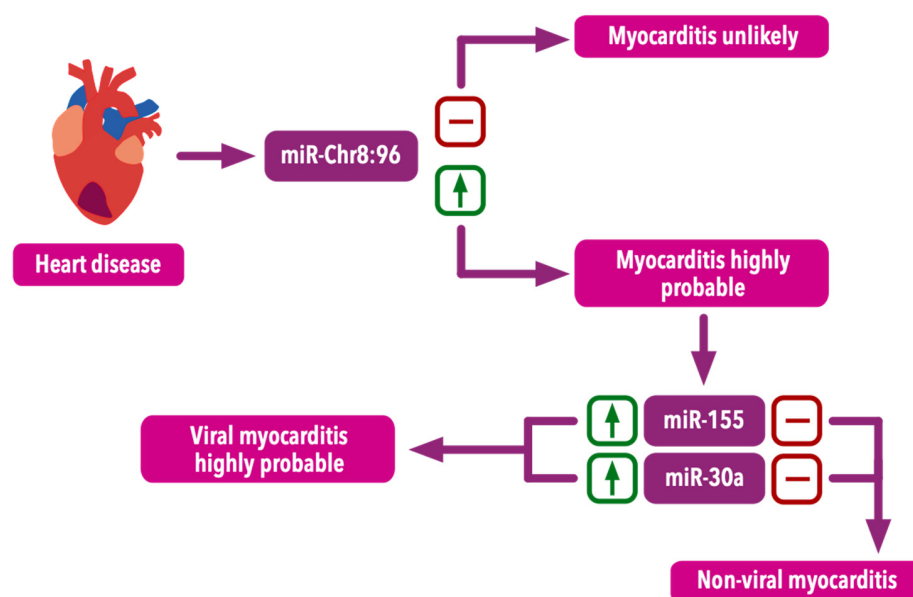 Myocarditis unlikely
miR-Chr8:96
Heart disease
Myocarditis highly
probable
miR-155
Viral myocarditis
highly probable
miR-30a
Non-viral myocarditis